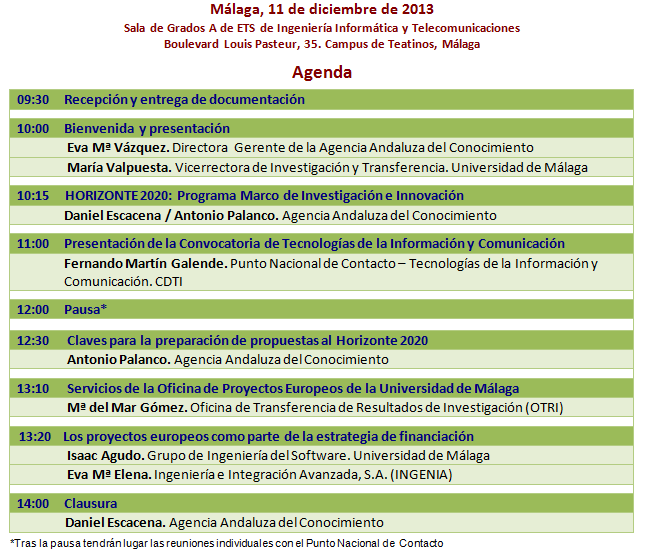 Málaga, 11 de diciembre de 2013
Sala de Grados A de ETS de Ingeniería Informática y Telecomunicaciones
Boulevard Louis Pasteur, 35. Campus de Teatinos, Málaga
Agenda
09:30 Recepción y entrega de documentación
10:00 Bienvenida y presentación
Eva Mª Vázquez. Directora Gerente de la Agencia Andaluza del Conocimiento
María Valpuesta. Vicerrectora de Investigación y Transferencia. Universidad de Málaga
10:15 HORIZONTE 2020: Programa Marco de Investigación e Innovación
Daniel Escacena / Antonio Palanco. Agencia Andaluza del Conocimiento
11:00 Presentación de la Convocatoria de Tecnologías de la Información y Comunicación
Fernando Martín Galende. Punto Nacional de Contacto – Tecnologías de la Información y
Comunicación. CDTI
12:00 Pausa*
12:30 Claves para la preparación de propuestas al Horizonte 2020
Antonio Palanco. Agencia Andaluza del Conocimiento
13:10 Servicios de la Oficina de Proyectos Europeos de la Universidad de Málaga
Mª del Mar Gómez. Oficina de Transferencia de Resultados de Investigación (OTRI)
13:20 Los proyectos europeos como parte de la estrategia de financiación
Isaac Agudo. Grupo de Ingeniería del Software. Universidad de Málaga
Eva Mª Elena. Ingeniería e Integración Avanzada, S.A. (INGENIA)
14:00 Clausura
Daniel Escacena. Agencia Andaluza del Conocimiento
*Tras la pausa tendrán lugar las reuniones individuales con el Punto Nacional de Contacto